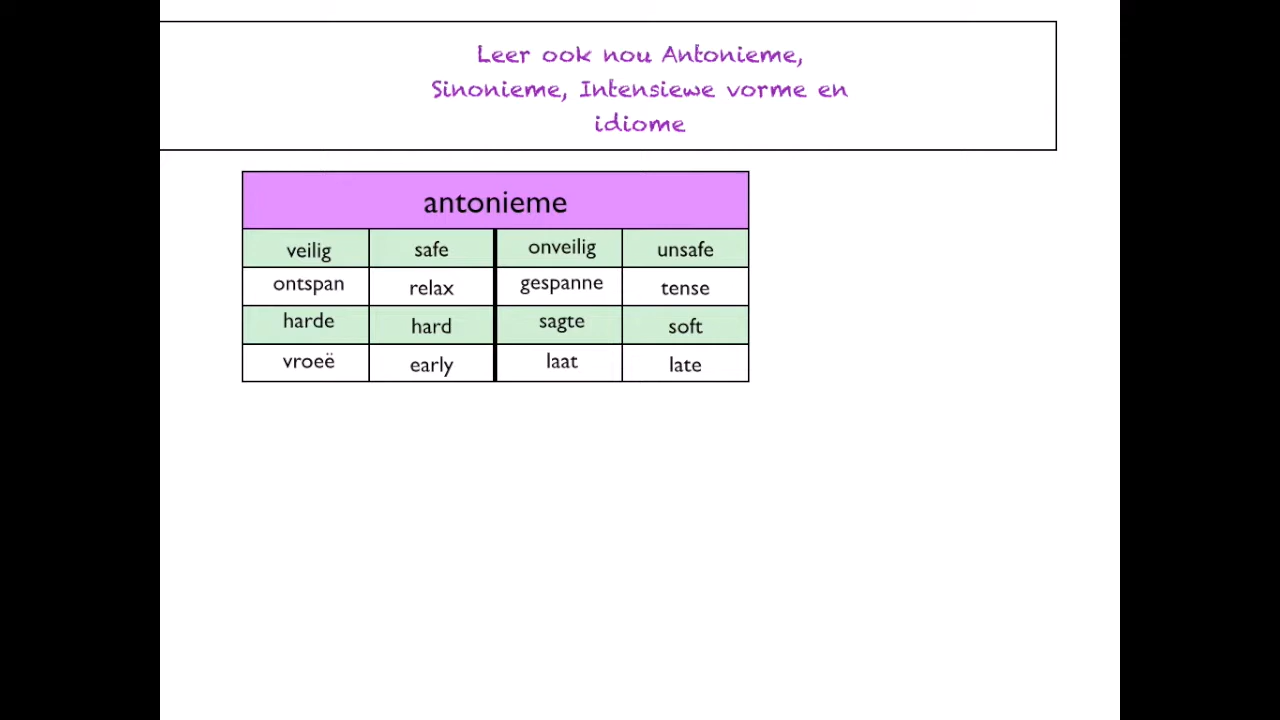 Leer ook nou Antonieme,
Sinonieme, Intensiewe vorme en
idiome
antonieme
veilig safe onveilig unsafe
ontspan relax gespanne tense
harde hard sagte soft
vroeë early laat late